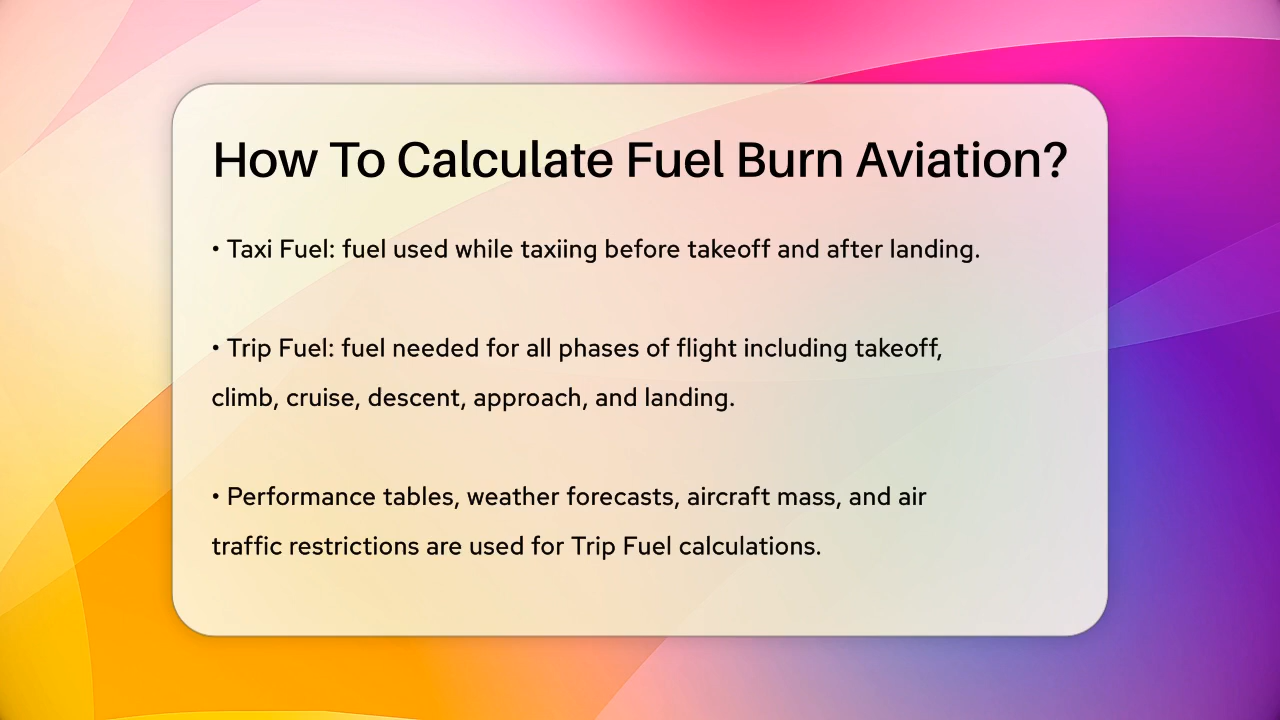 How To Calculate Fuel Burn Aviation?
• Taxi Fuel: fuel used while taxiing before takeoff and after landing.
• Trip Fuel: fuel needed for all phases of flight including takeoff,
climb, cruise, descent, approach, and landing.
• Performance tables, weather forecasts, aircraft mass, and air
traffic restrictions are used for Trip Fuel calculations.